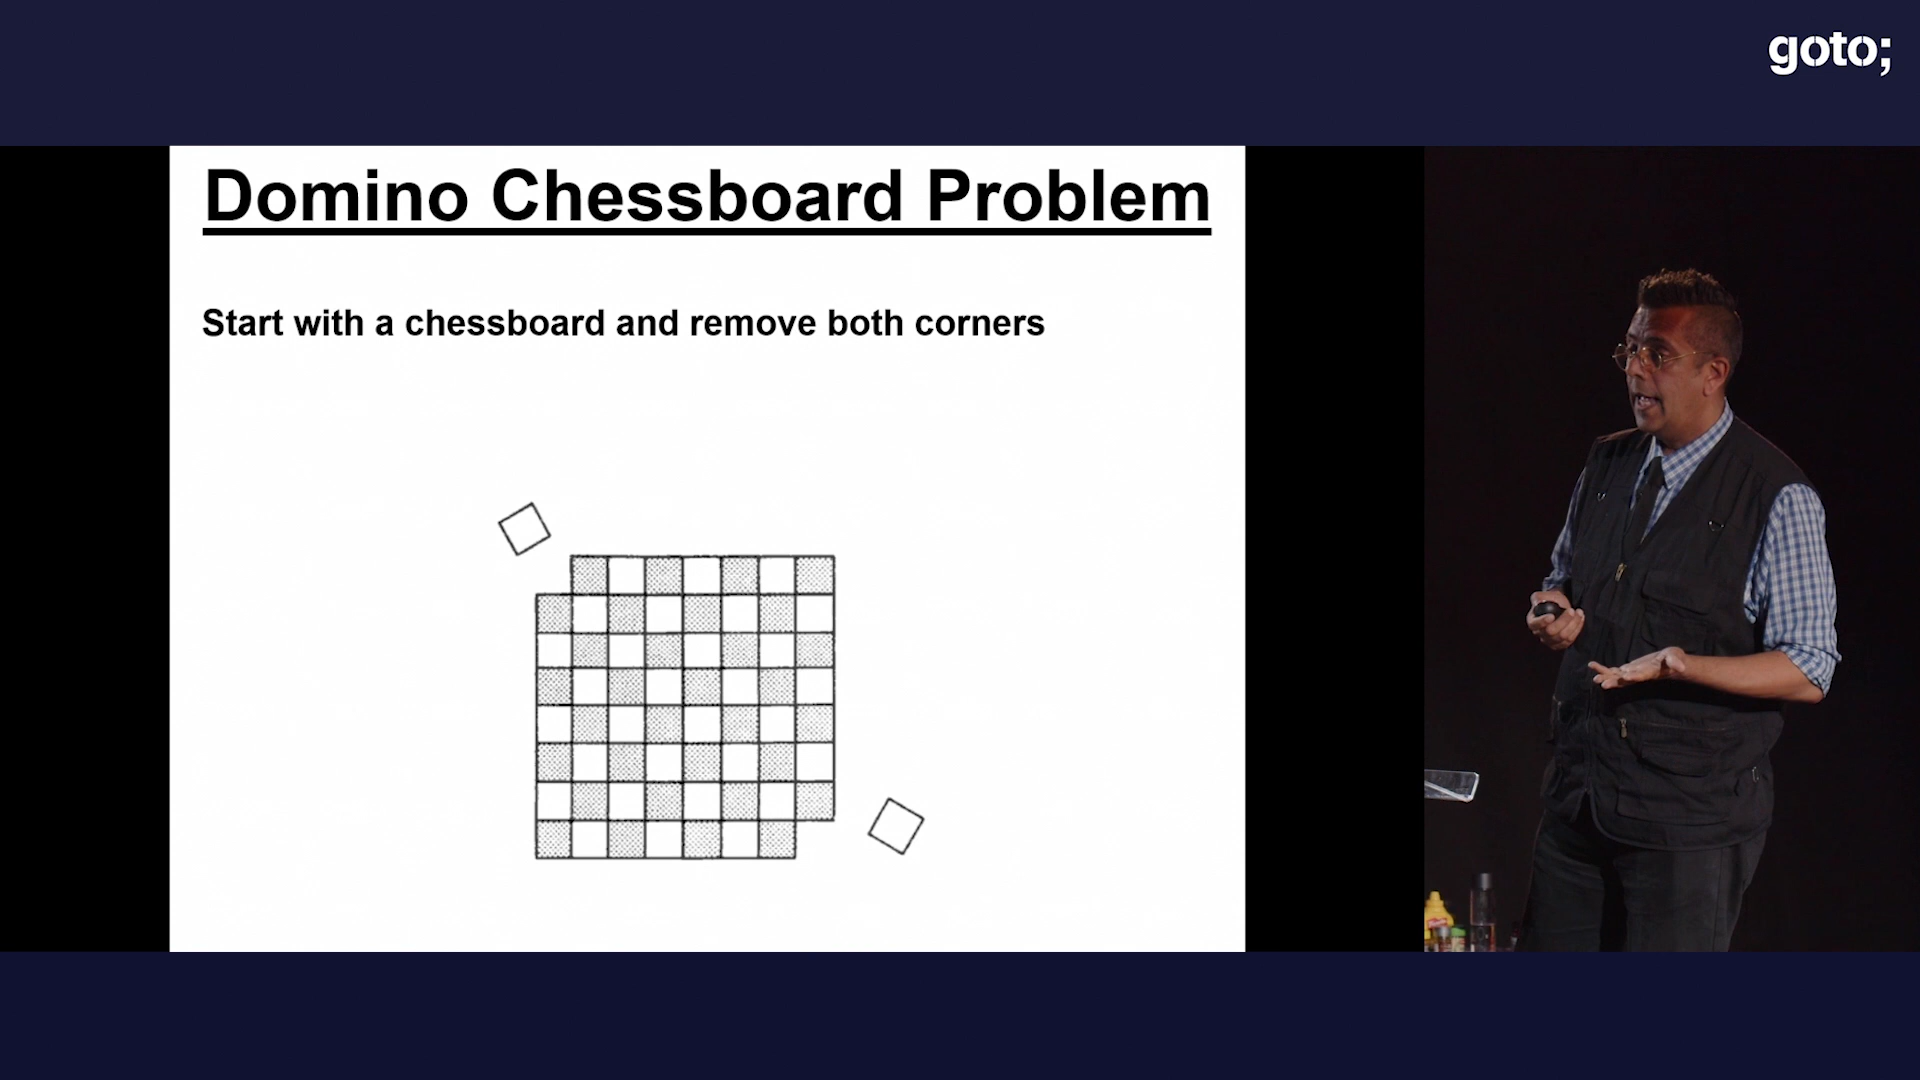 goto;
Domino Chessboard Problem
Start with a chessboard and remove both corners